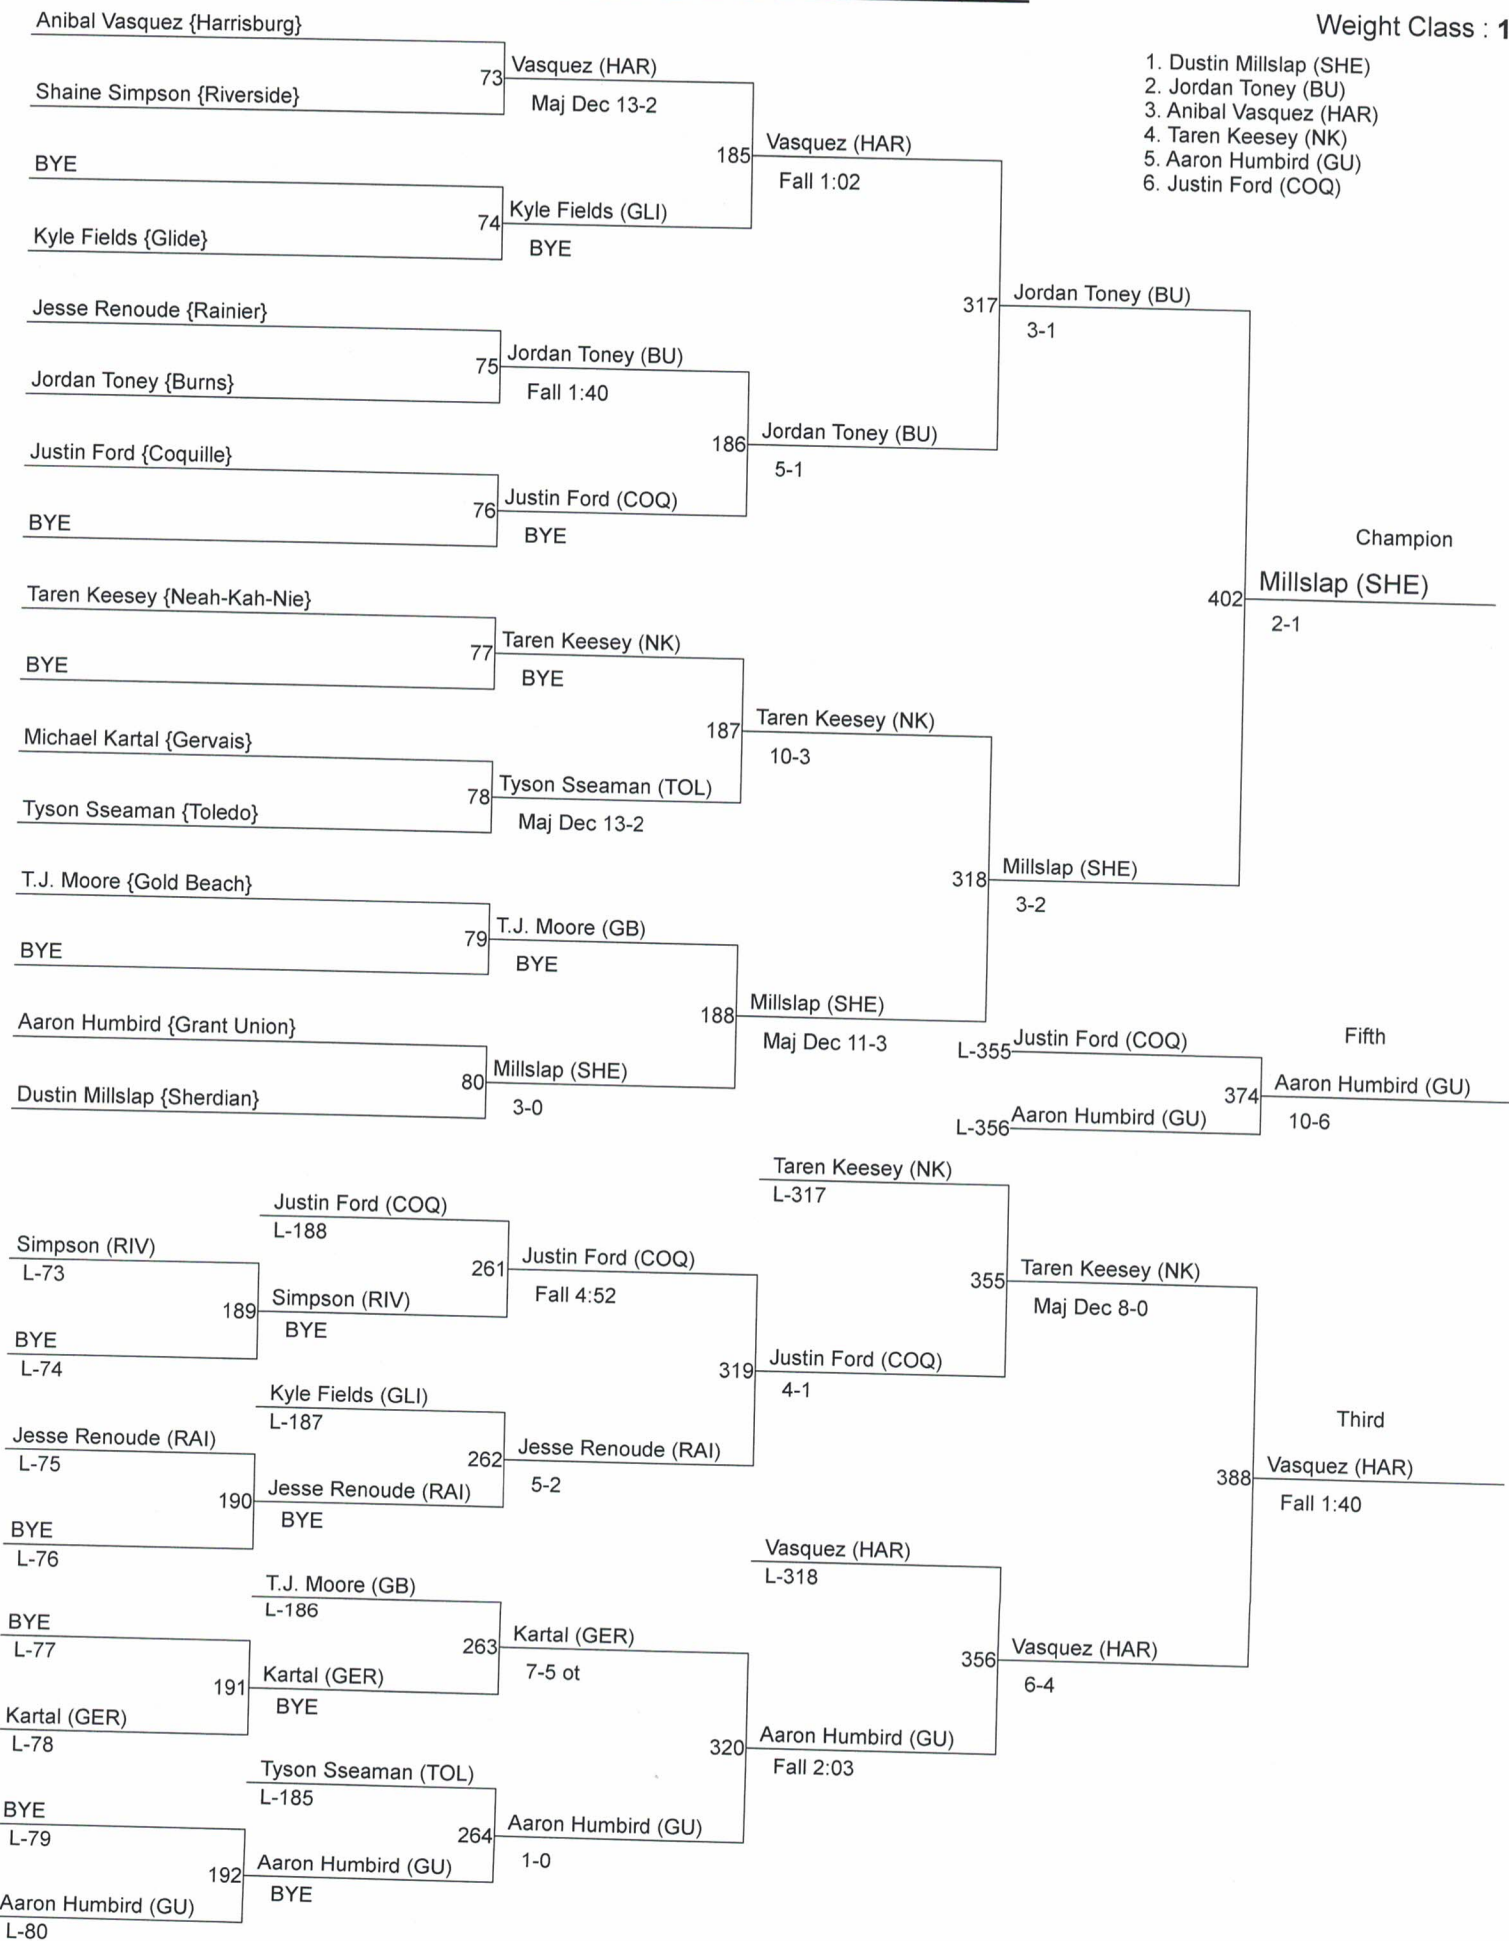 Weight Class : 1
1. Dustin Millslap (SHE)
2. Jordan Toney (BU)
3. Anibal Vasquez (HAR)
4. Taren Keesey (NK)
5. Aaron Humbird (GU)
6. Justin Ford (COQ)
Anibal Vasquez {Harrisburg}
73
Vasquez (HAR)
Maj Dec 13-2
Shaine Simpson {Riverside}
185
Vasquez (HAR)
Fall 1:02
BYE
74
Kyle Fields (GLI)
BYE
Kyle Fields {Glide}
317
Jordan Toney (BU)
3-1
Jesse Renoude {Rainier}
75
Jordan Toney (BU)
Fall 1:40
Jordan Toney {Burns}
186
Jordan Toney (BU)
5-1
Justin Ford {Coquille}
76
Justin Ford (COQ)
BYE
BYE
Champion
402
Millslap (SHE)
2-1
Taren Keesey {Neah-Kah-Nie}
77
Taren Keesey (NK)
BYE
BYE
187
Taren Keesey (NK)
10-3
Michael Kartal {Gervais}
78
Tyson Sseaman (TOL)
Maj Dec 13-2
Tyson Sseaman {Toledo}
318
Millslap (SHE)
3-2
T.J. Moore {Gold Beach}
79
T.J. Moore (GB)
BYE
BYE
188
Millslap (SHE)
Maj Dec 11-3
Aaron Humbird {Grant Union}
80
Millslap (SHE)
3-0
Dustin Millslap {Sherdian}
L-355
Justin Ford (COQ)
Fifth
374
Aaron Humbird (GU)
10-6
L-356
Aaron Humbird (GU)
Taren Keesey (NK)
L-317
Justin Ford (COQ)
L-188
Simpson (RIV)
L-73
261
Justin Ford (COQ)
Fall 4:52
355
Taren Keesey (NK)
Maj Dec 8-0
189
Simpson (RIV)
BYE
BYE
L-74
319
Justin Ford (COQ)
4-1
Kyle Fields (GLI)
L-187
Jesse Renoude (RAI)
L-75
262
Jesse Renoude (RAI)
5-2
Third
388
Vasquez (HAR)
Fall 1:40
190
Jesse Renoude (RAI)
BYE
BYE
L-76
Vasquez (HAR)
L-318
T.J. Moore (GB)
L-186
BYE
L-77
263
Kartal (GER)
7-5 ot
356
Vasquez (HAR)
6-4
191
Kartal (GER)
BYE
Kartal (GER)
L-78
320
Aaron Humbird (GU)
Fall 2:03
Tyson Sseaman (TOL)
L-185
BYE
L-79
264
Aaron Humbird (GU)
1-0
192
Aaron Humbird (GU)
BYE
Aaron Humbird (GU)
L-80